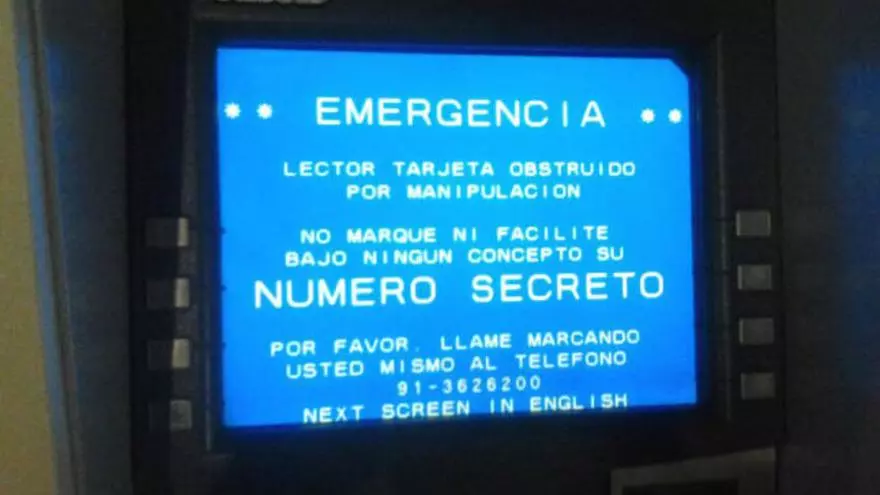 ** EMERGENCIA **
LECTOR TARJETA OBSTRUIDO
POR MANIPULACION
NO MARQUE NI FACILITE
BAJO NINGUN CONCEPTO SU
NUMERO SECRETO
POR FAVOR, LLAME MARCANDO
USTED MISMO AL TELEFONO
91-3626200
NEXT SCREEN IN ENGLISH